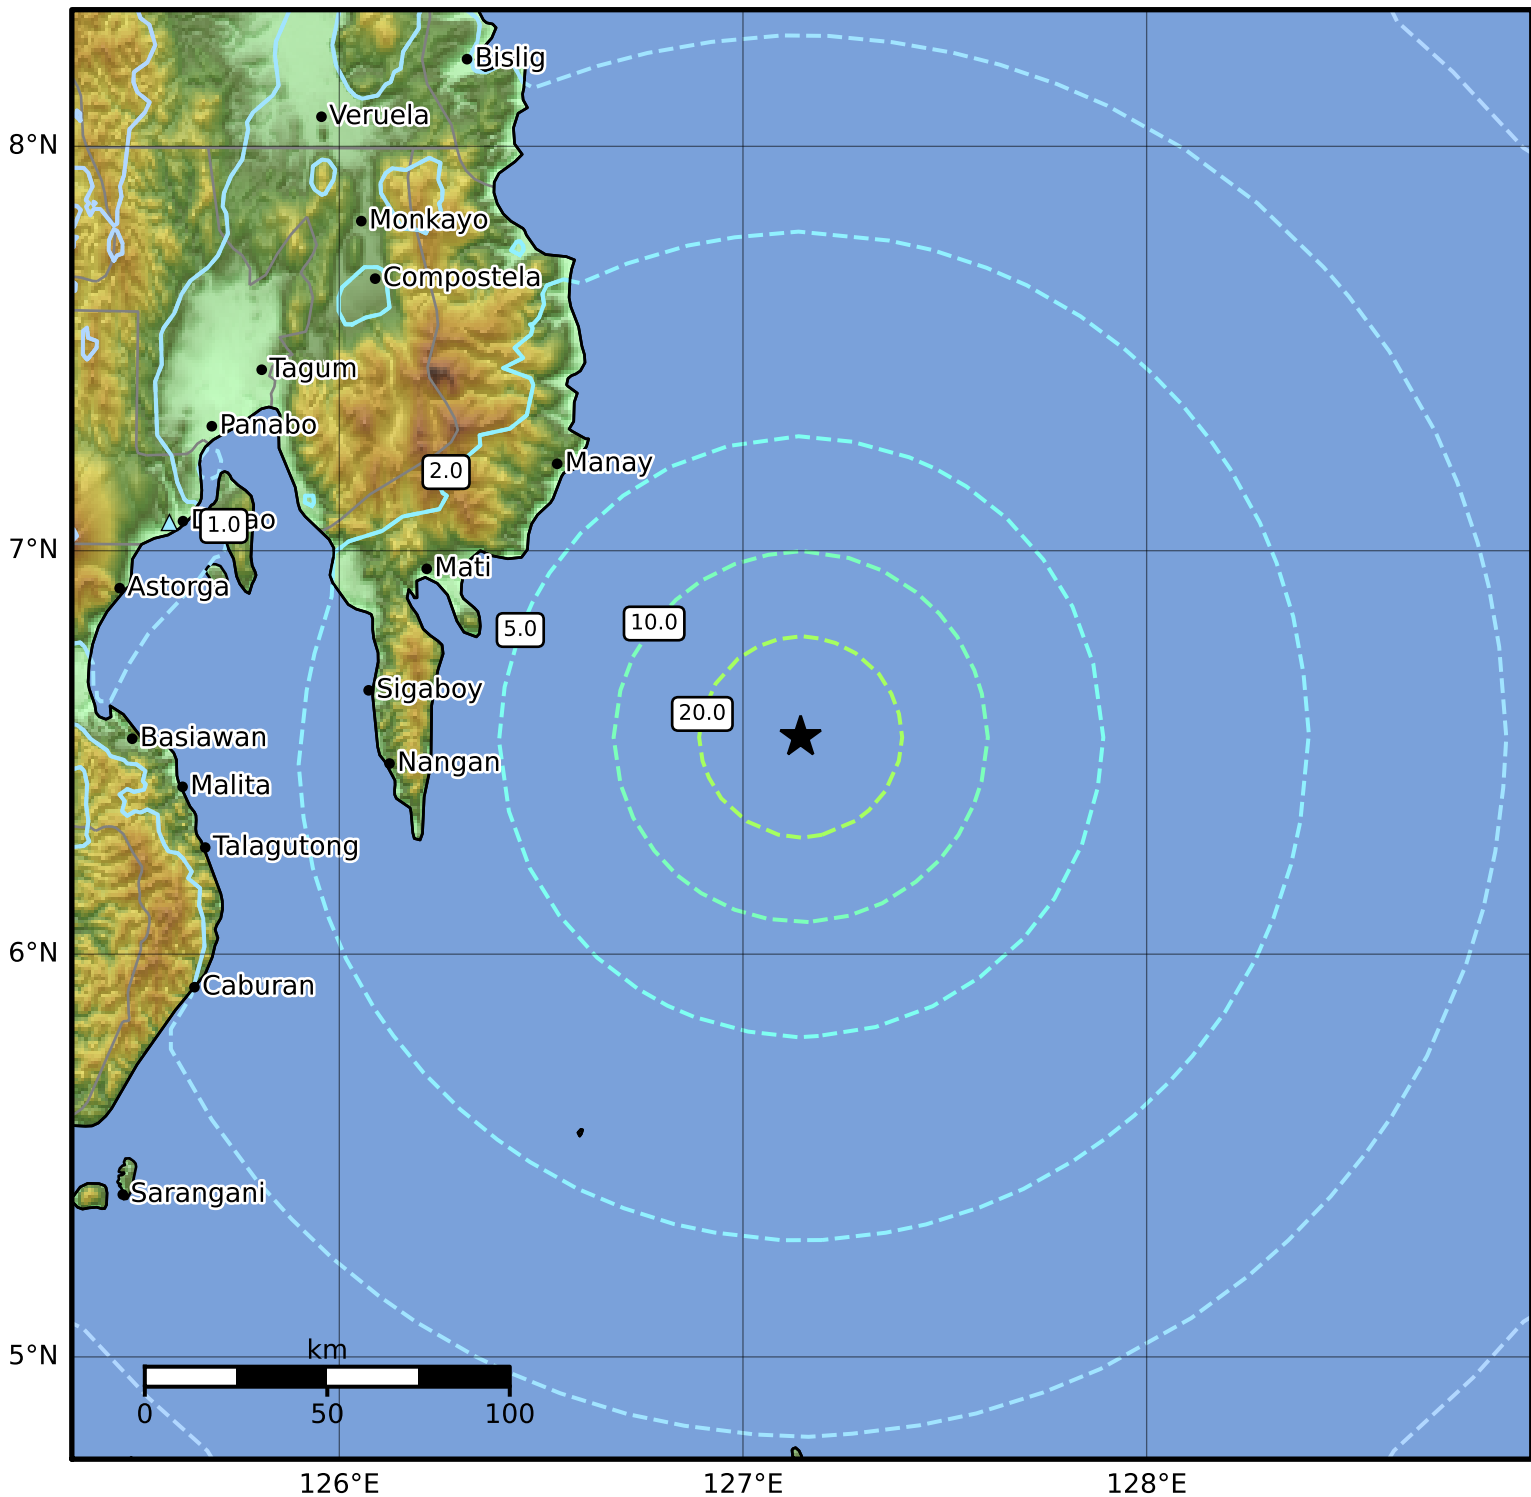 Bislig
Veruela
8°N
Monkayo
Compostela
Tagum
Panabo
Manay
2.0
1.0
7°N
Mati
Astorga
5.0
10.0
Sigaboy
20.0
Basiawan
Nangan
Malita
Talagutong
6°N
Caburan
Sarangani
km
5°N
0 50 100
126°E 127°E 128°E